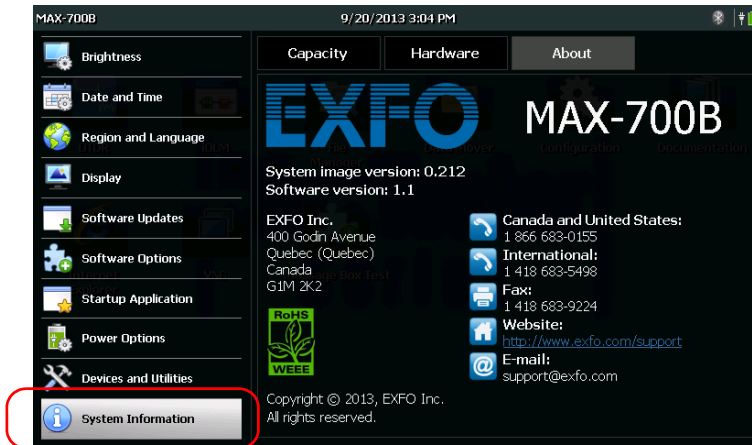 MAX-700B
9/20/2013 3:04 PM
Brightness
Date and Time
Region and Language
Display
Software Updates
Software Options
Startup Application
Power Options
Devices and Utilities
System Information
Capacity
Hardware
About
EXFO
MAX-700B
System image version: 0.212
Software version: 1.1
EXFO Inc.
400 Godin Avenue
Quebec (Quebec)
Canada
G1M 2K2
RoHS
WEEE
Canada and United States:
1 866 683-0155
International:
1 418 683-5498
Fax:
1 418 683-9224
Website:
http://www.exfo.com/support
E-mail:
support@exfo.com
Copyright © 2013, EXFO Inc.
All rights reserved.